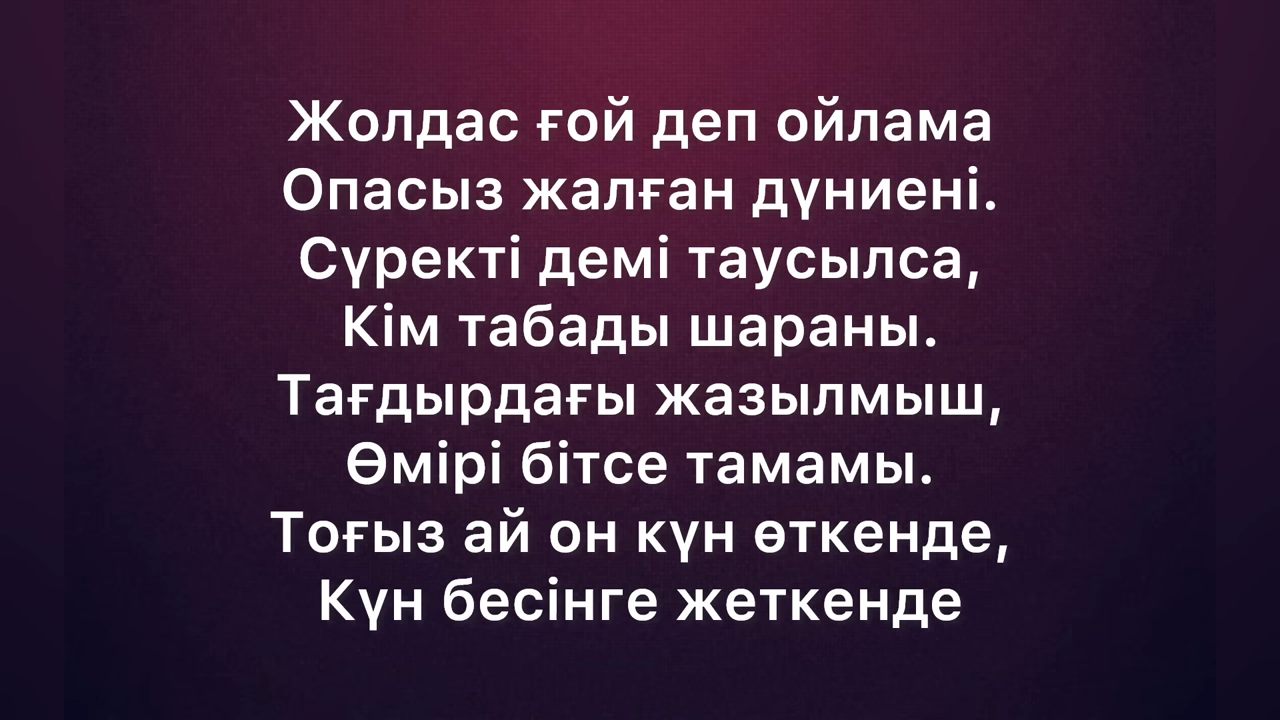 Жолдас ғой деп ойлама
Опасыз жалған дүниені.
Сүректі демі таусылса,
Кім табады шараны.
Тағдырдағы жазылмыш,
Өмірі бітсе тамамы.
Тоғыз ай он күн өткенде,
Күн бесінге жеткенде